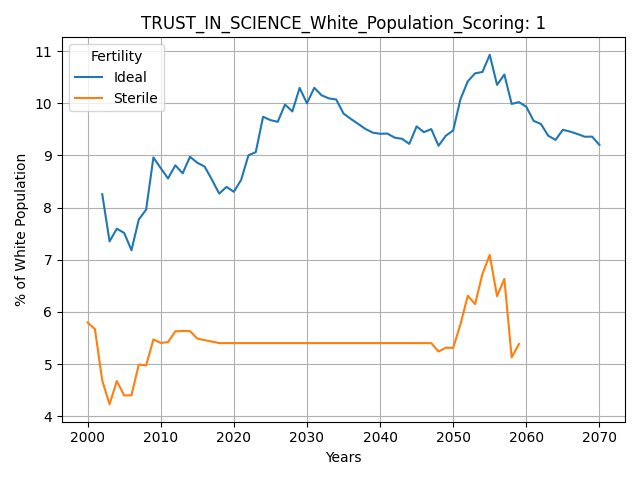 TRUST_IN_SCIENCE_White_Population_Scoring: 1
Fertility
Ideal
Sterile
% of White Population
11
10
9
8
7
6
5
4
2000 2010 2020 2030 2040 2050 2060 2070
Years